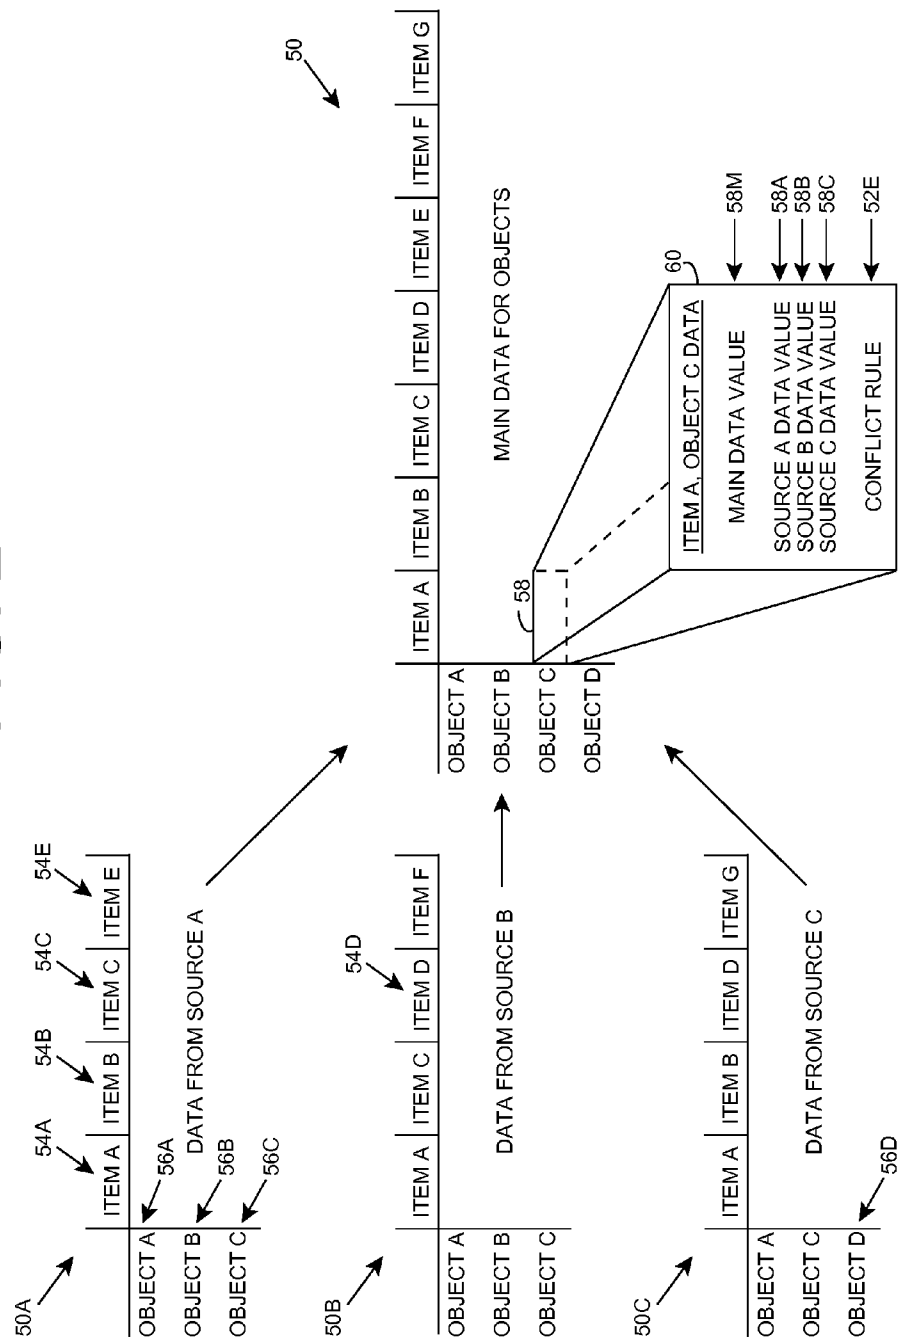 50A
54A
54B
54C
54E
ITEM A
ITEM B
ITEM C
ITEM E
OBJECT A
OBJECT B
OBJECT C
56A
56B
56C
DATA FROM SOURCE A
50B
54D
ITEM A
ITEM C
ITEM D
ITEM F
OBJECT A
OBJECT B
OBJECT C
DATA FROM SOURCE B
50C
ITEM A
ITEM B
ITEM D
ITEM G
OBJECT A
OBJECT C
OBJECT D
56D
DATA FROM SOURCE C
50
ITEM A
ITEM B
ITEM C
ITEM D
ITEM E
ITEM F
ITEM G
OBJECT A
OBJECT B
OBJECT C
OBJECT D
MAIN DATA FOR OBJECTS
58
60
ITEM A, OBJECT C DATA
MAIN DATA VALUE
58M
SOURCE A DATA VALUE
58A
SOURCE B DATA VALUE
58B
SOURCE C DATA VALUE
58C
CONFLICT RULE
52E